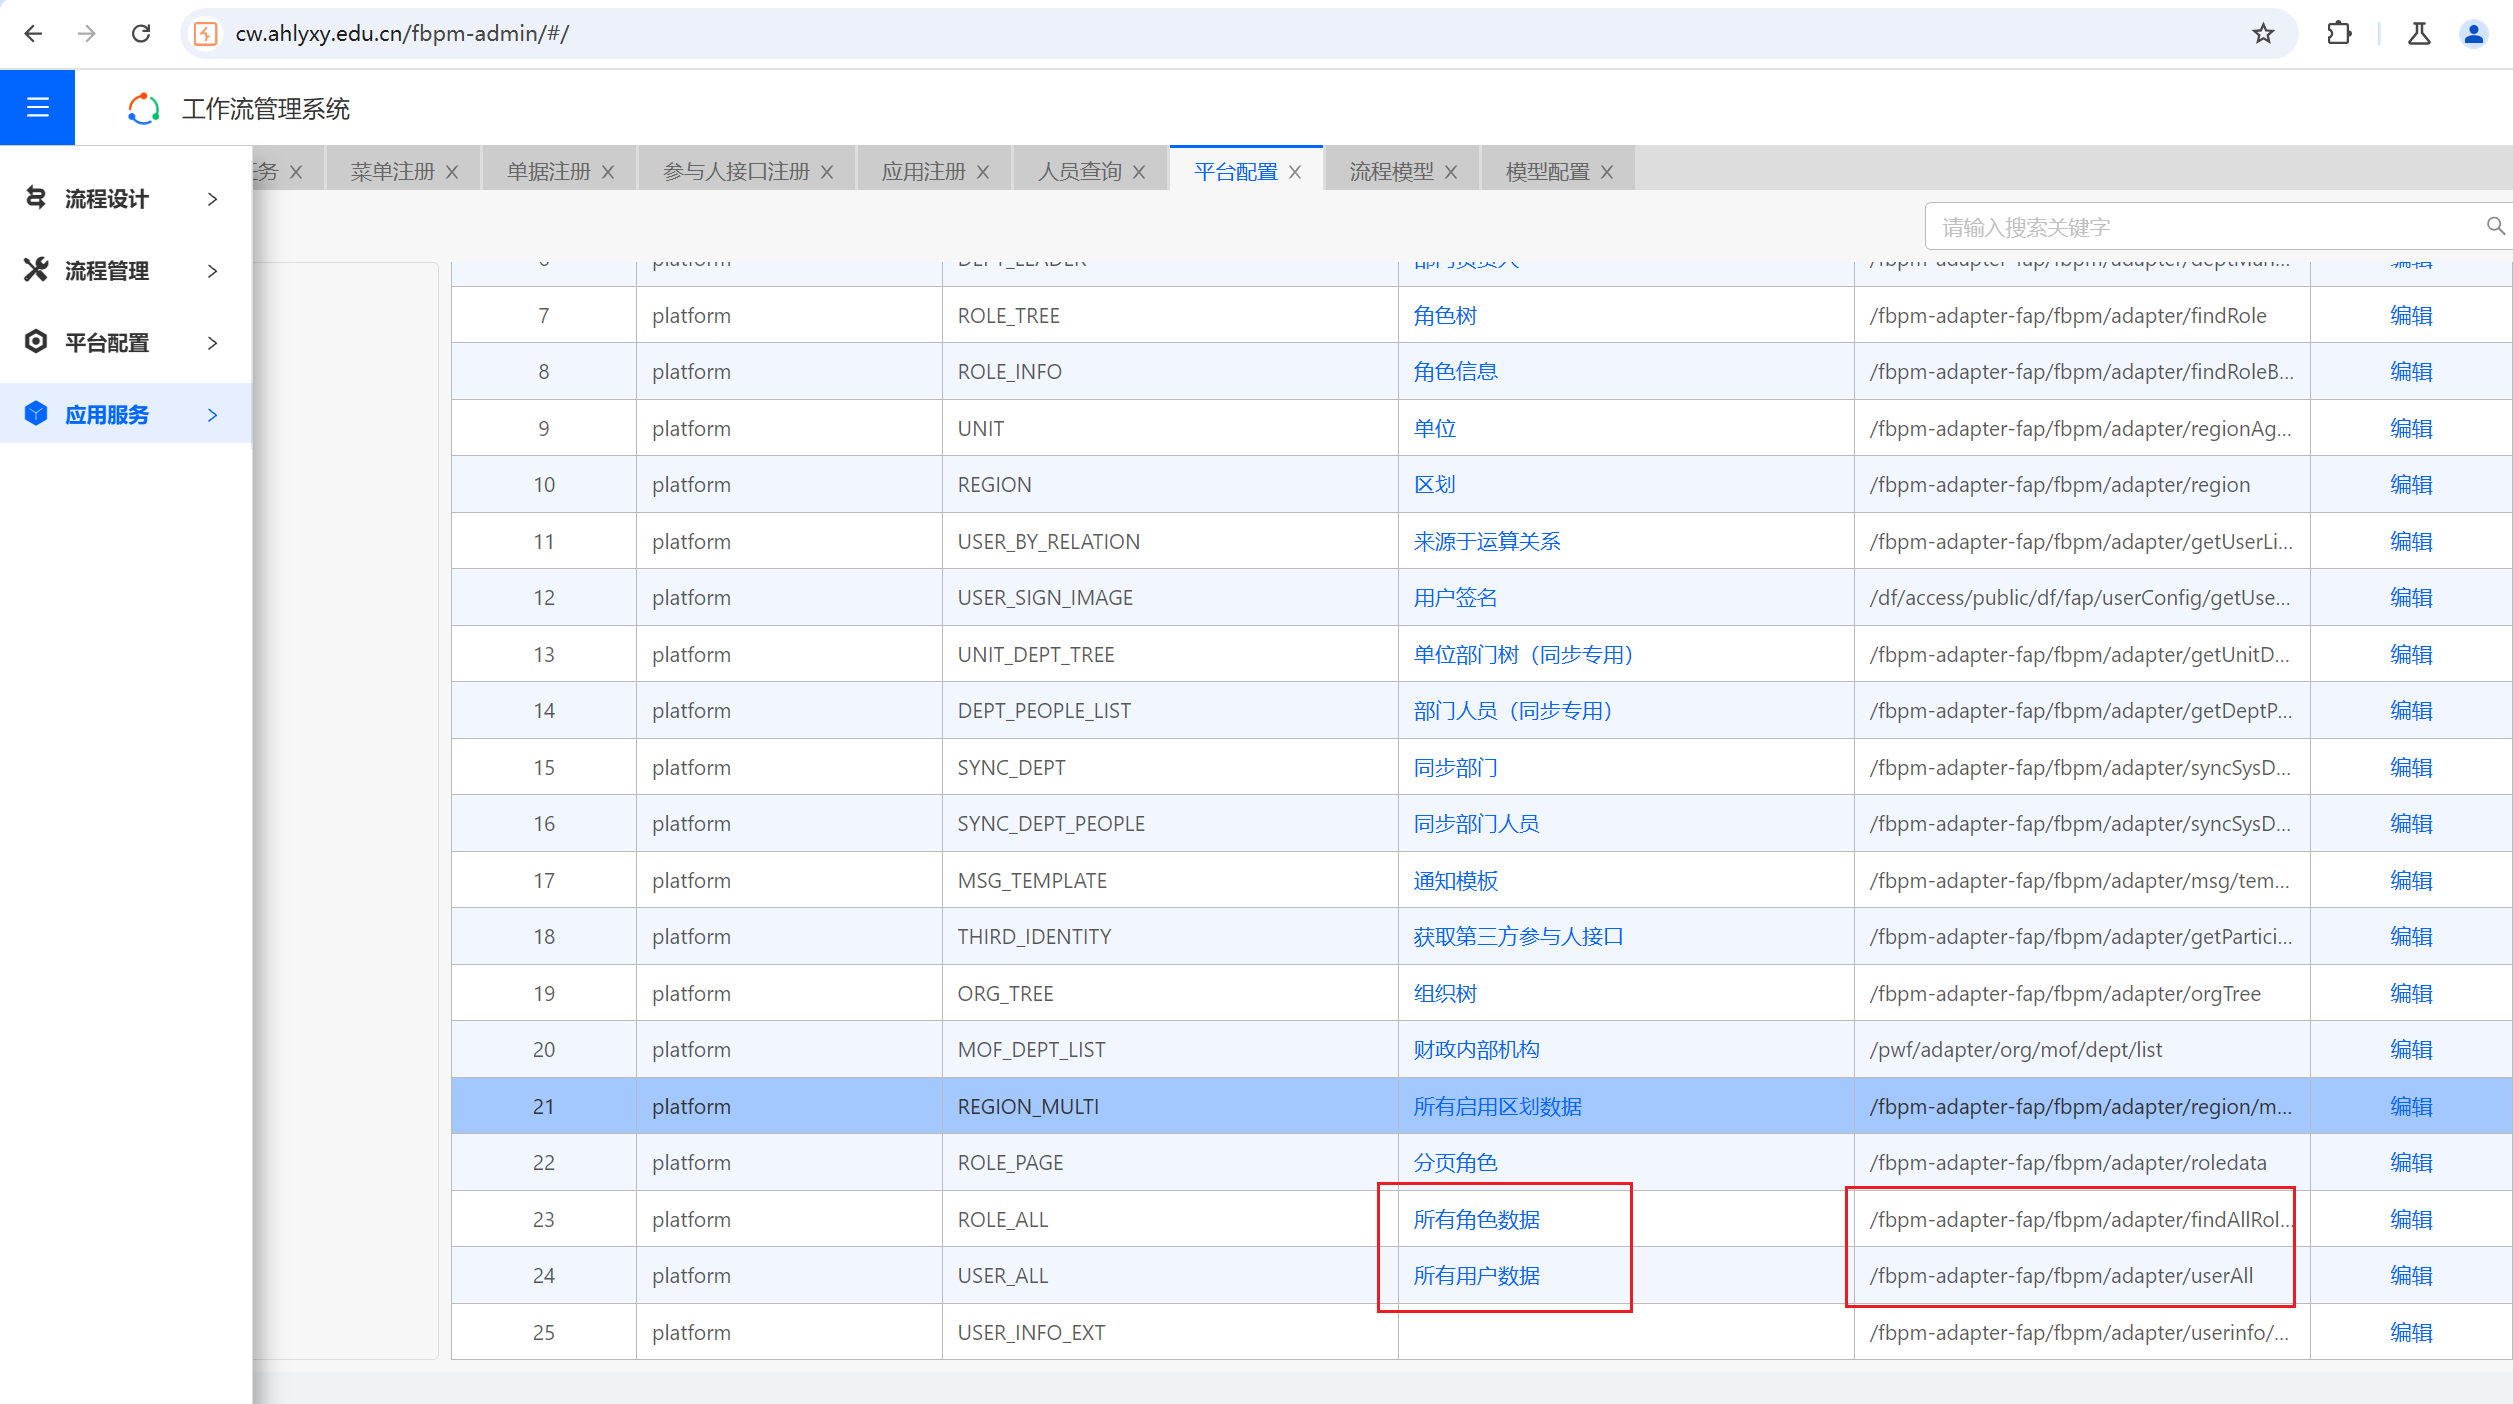 cw.ahlyxy.edu.cn/fbpm-admin/#/
工作流管理系统
务 × 菜单注册 × 单据注册 × 参与人接口注册 × 应用注册 × 人员查询 × 平台配置 × 流程模型 × 模型配置 ×
请输入搜索关键字
流程设计
流程管理
平台配置
应用服务
6 platform DEPT_LEADER 部门负责人 /fbpm-adapter-fap/fbpm/adapter/deptMan... 编辑
7 platform ROLE_TREE 角色树 /fbpm-adapter-fap/fbpm/adapter/findRole 编辑
8 platform ROLE_INFO 角色信息 /fbpm-adapter-fap/fbpm/adapter/findRoleB... 编辑
9 platform UNIT 单位 /fbpm-adapter-fap/fbpm/adapter/regionAg... 编辑
10 platform REGION 区划 /fbpm-adapter-fap/fbpm/adapter/region 编辑
11 platform USER_BY_RELATION 来源于运算关系 /fbpm-adapter-fap/fbpm/adapter/getUserLi... 编辑
12 platform USER_SIGN_IMAGE 用户签名 /df/access/public/df/fap/userConfig/getUse... 编辑
13 platform UNIT_DEPT_TREE 单位部门树（同步专用） /fbpm-adapter-fap/fbpm/adapter/getUnitD... 编辑
14 platform DEPT_PEOPLE_LIST 部门人员（同步专用） /fbpm-adapter-fap/fbpm/adapter/getDeptP... 编辑
15 platform SYNC_DEPT 同步部门 /fbpm-adapter-fap/fbpm/adapter/syncSysD... 编辑
16 platform SYNC_DEPT_PEOPLE 同步部门人员 /fbpm-adapter-fap/fbpm/adapter/syncSysD... 编辑
17 platform MSG_TEMPLATE 通知模板 /fbpm-adapter-fap/fbpm/adapter/msg/tem... 编辑
18 platform THIRD_IDENTITY 获取第三方参与人接口 /fbpm-adapter-fap/fbpm/adapter/getPartici... 编辑
19 platform ORG_TREE 组织树 /fbpm-adapter-fap/fbpm/adapter/orgTree 编辑
20 platform MOF_DEPT_LIST 财政内部机构 /pwf/adapter/org/mof/dept/list 编辑
21 platform REGION_MULTI 所有启用区划数据 /fbpm-adapter-fap/fbpm/adapter/region/m... 编辑
22 platform ROLE_PAGE 分页角色 /fbpm-adapter-fap/fbpm/adapter/roledata 编辑
23 platform ROLE_ALL 所有角色数据 /fbpm-adapter-fap/fbpm/adapter/findAllRol... 编辑
24 platform USER_ALL 所有用户数据 /fbpm-adapter-fap/fbpm/adapter/userAll 编辑
25 platform USER_INFO_EXT /fbpm-adapter-fap/fbpm/adapter/userinfo/... 编辑